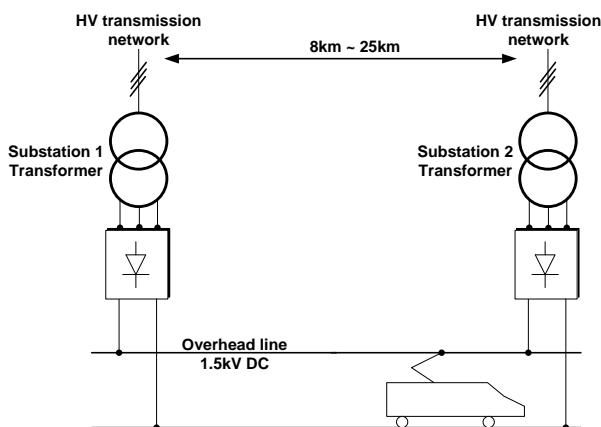 HV transmission
network
HV transmission
network
8km ~ 25km
Substation 1
Transformer
Substation 2
Transformer
Overhead line
1.5kV DC